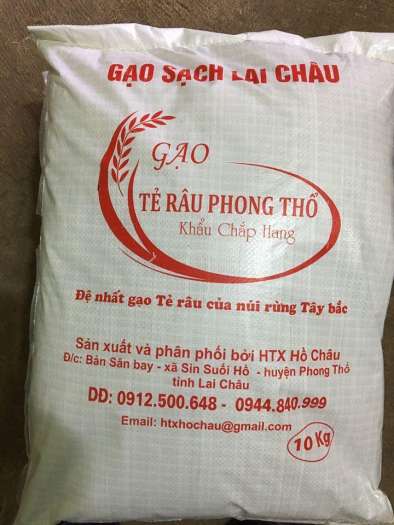 GẠO SẠCH LAI CHÂU
GẠO
TẺ RÂU PHONG THỔ
Khẩu Chắp Hang
Đệ nhất gạo Tẻ râu của núi rừng Tây bắc
Sản xuất và phân phối bởi HTX Hồ Châu
Đ/c: Bản Sân bay - xã Sin Suối Hồ - huyện Phong Thổ
tỉnh Lai Châu
DĐ: 0912.500.648 - 0944.840.999
Email: htxhochau@gmail.com
10 Kg